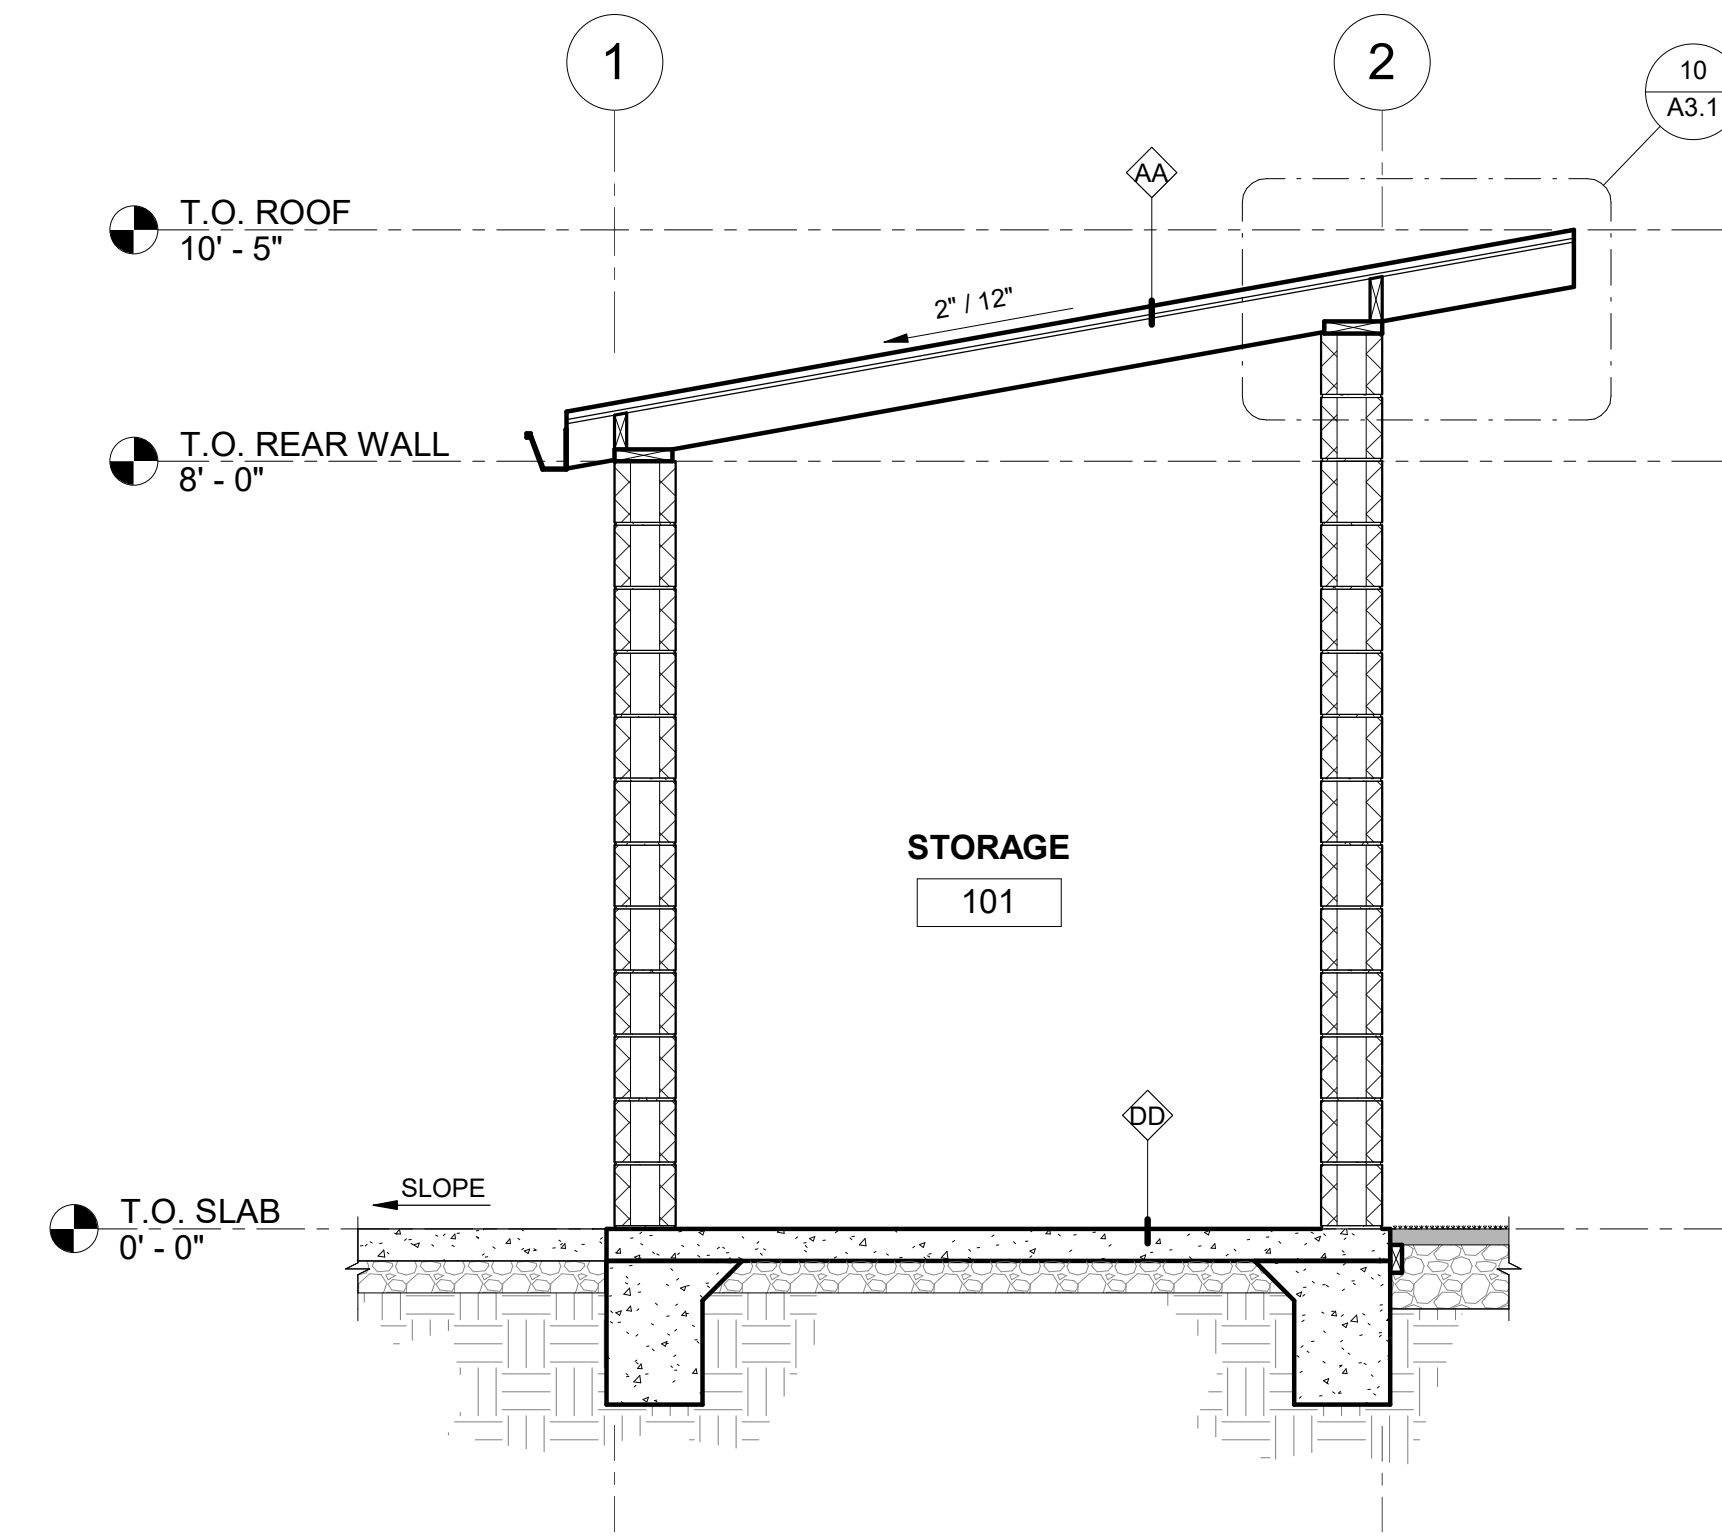 1
2
10
A3.1
AA
T.O. ROOF
10' - 5"
2" / 12"
T.O. REAR WALL
8' - 0"
STORAGE
101
DD
SLOPE
T.O. SLAB
0' - 0"